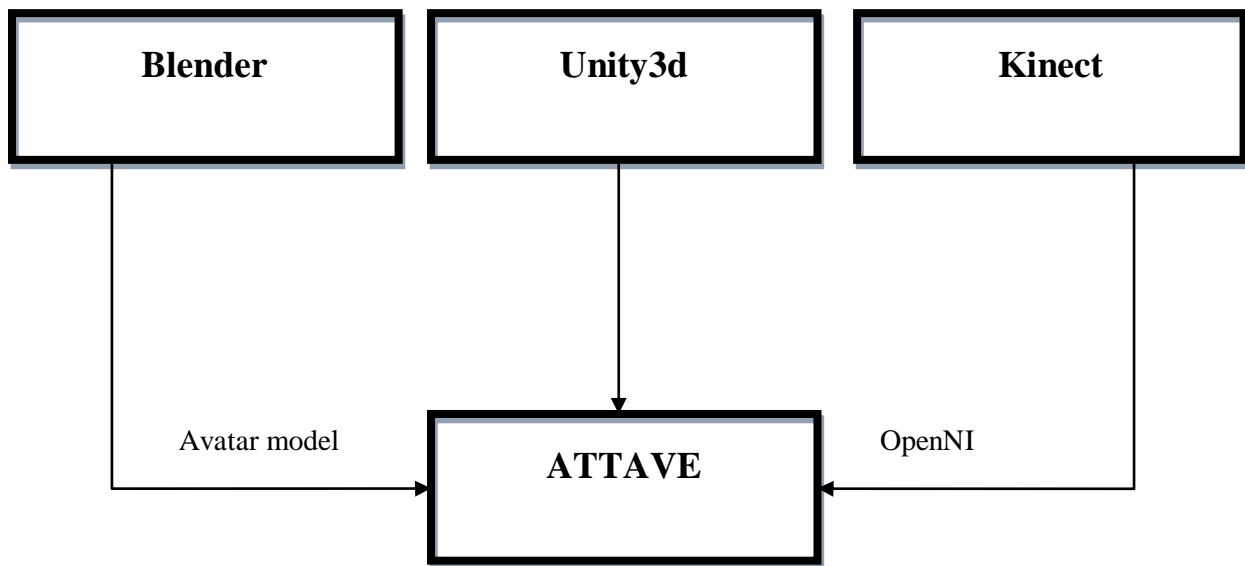 Blender
Unity3d
Kinect
Avatar model
OpenNI
ATTAVE